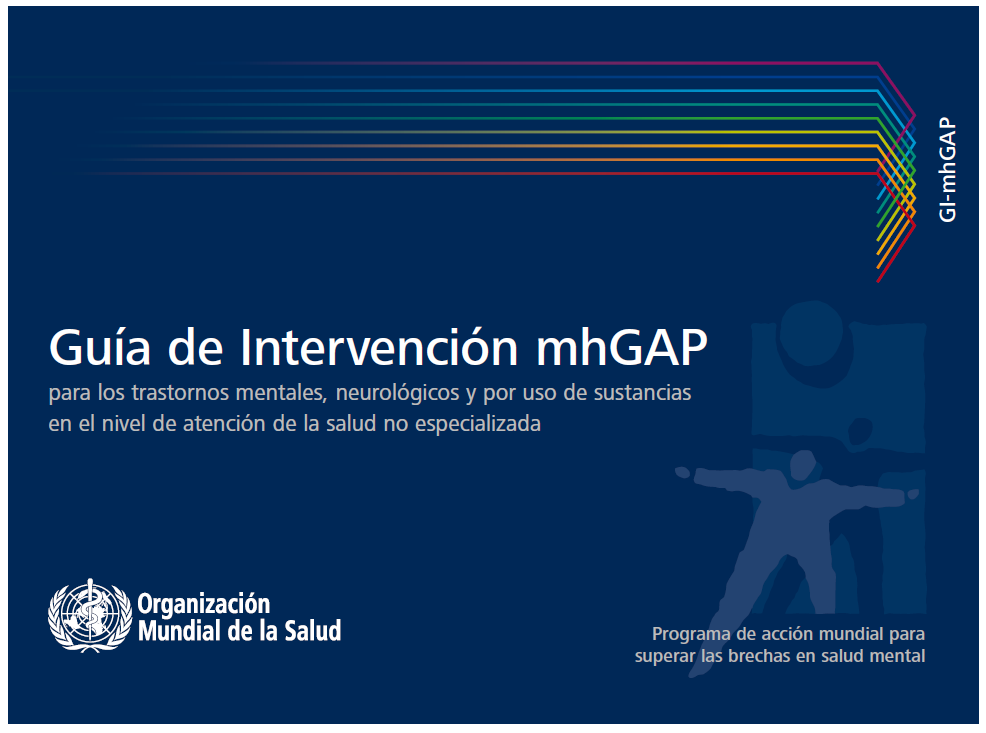 GI-mhGAP
Guía de Intervención mhGAP
para los trastornos mentales, neurológicos y por uso de sustancias
en el nivel de atención de la salud no especializada
Organización
Mundial de la Salud
Programa de acción mundial para
superar las brechas en salud mental